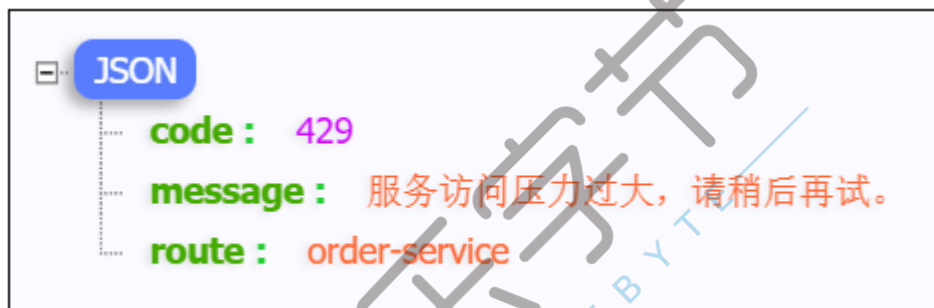 JSON
code : 429
message : 服务访问压力过大，请稍后再试。
route : order-service
BYTE